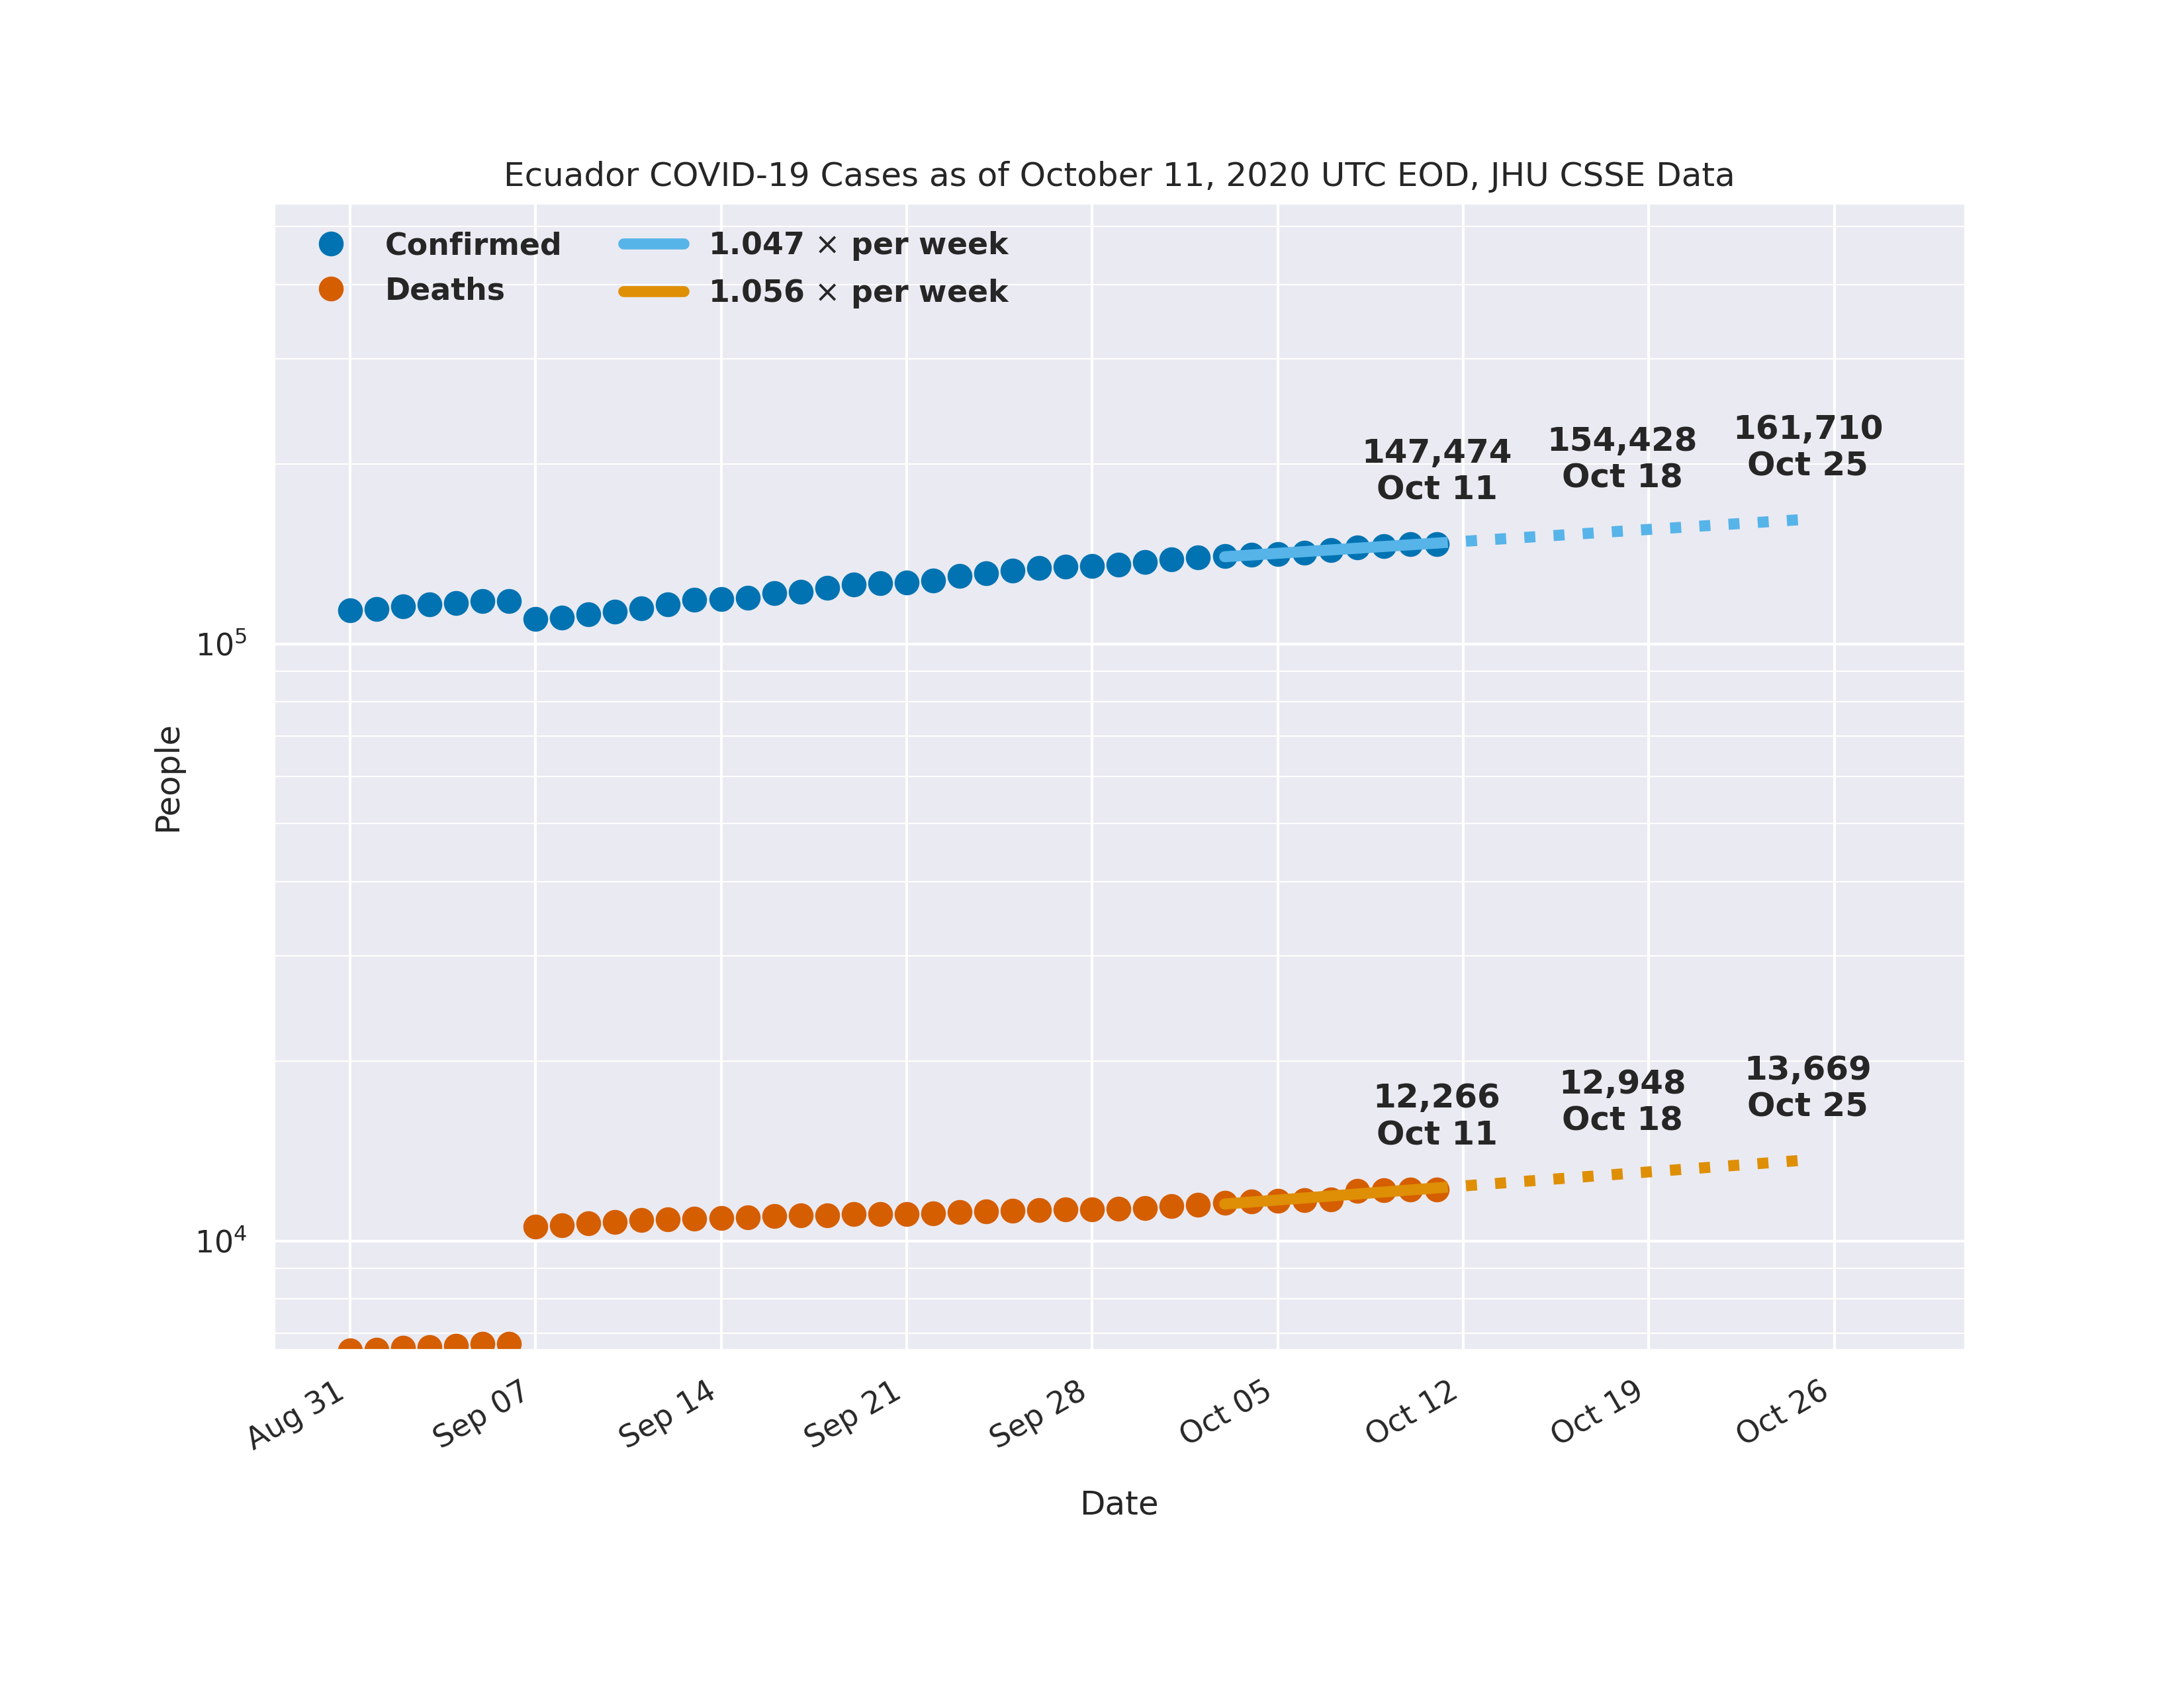 Ecuador COVID-19 Cases as of October 11, 2020 UTC EOD, JHU CSSE Data
Confirmed
Deaths
1.047 × per week
1.056 × per week
147,474
Oct 11
154,428
Oct 18
161,710
Oct 25
10⁵
People
12,266
Oct 11
12,948
Oct 18
13,669
Oct 25
10⁴
Aug 31
Sep 07
Sep 14
Sep 21
Sep 28
Oct 05
Oct 12
Oct 19
Oct 26
Date